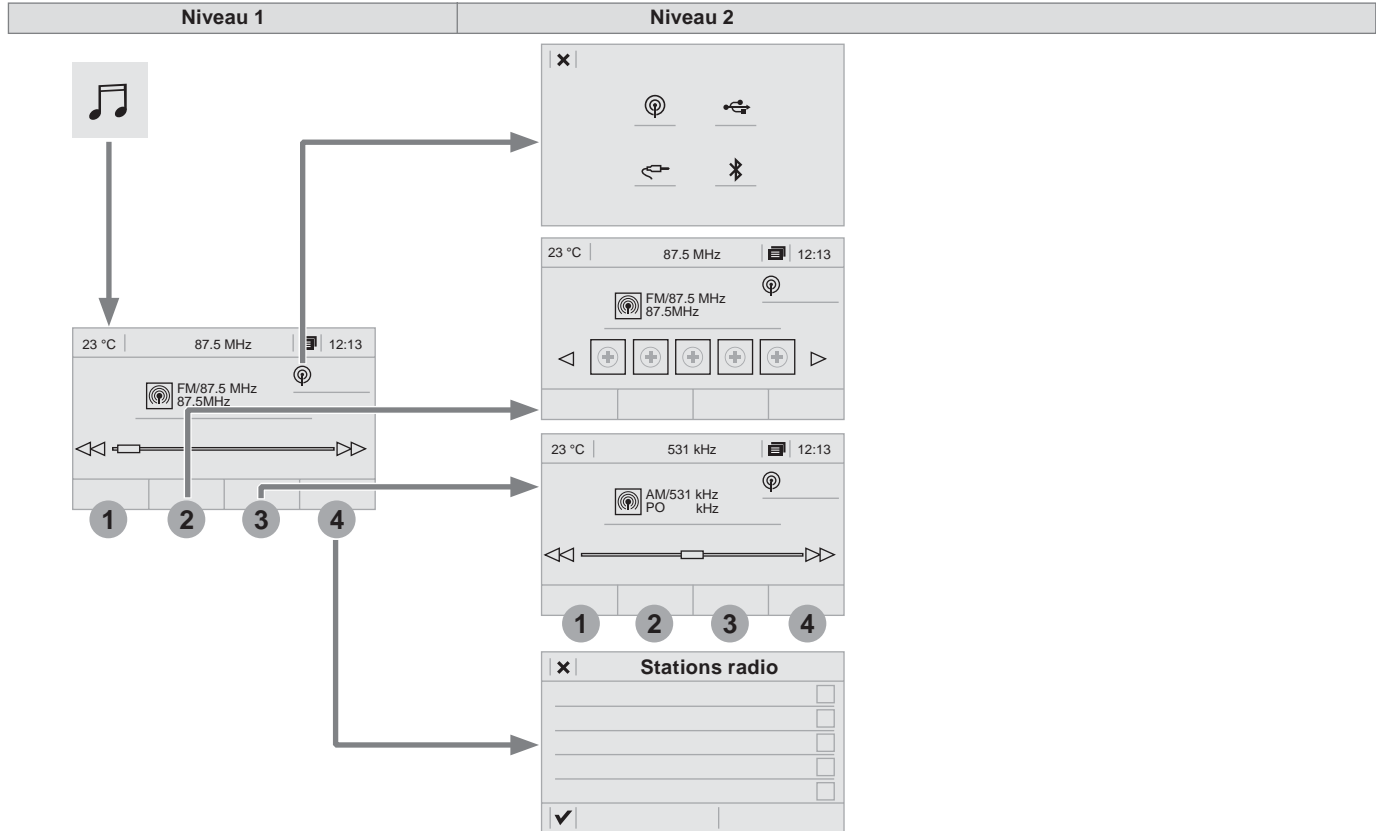 Niveau 1
Niveau 2
23 °C 87.5 MHz 12:13
FM/87.5 MHz
87.5MHz
1 2 3 4
23 °C 87.5 MHz 12:13
FM/87.5 MHz
87.5MHz
23 °C 531 kHz 12:13
AM/531 kHz
PO kHz
1 2 3 4
Stations radio